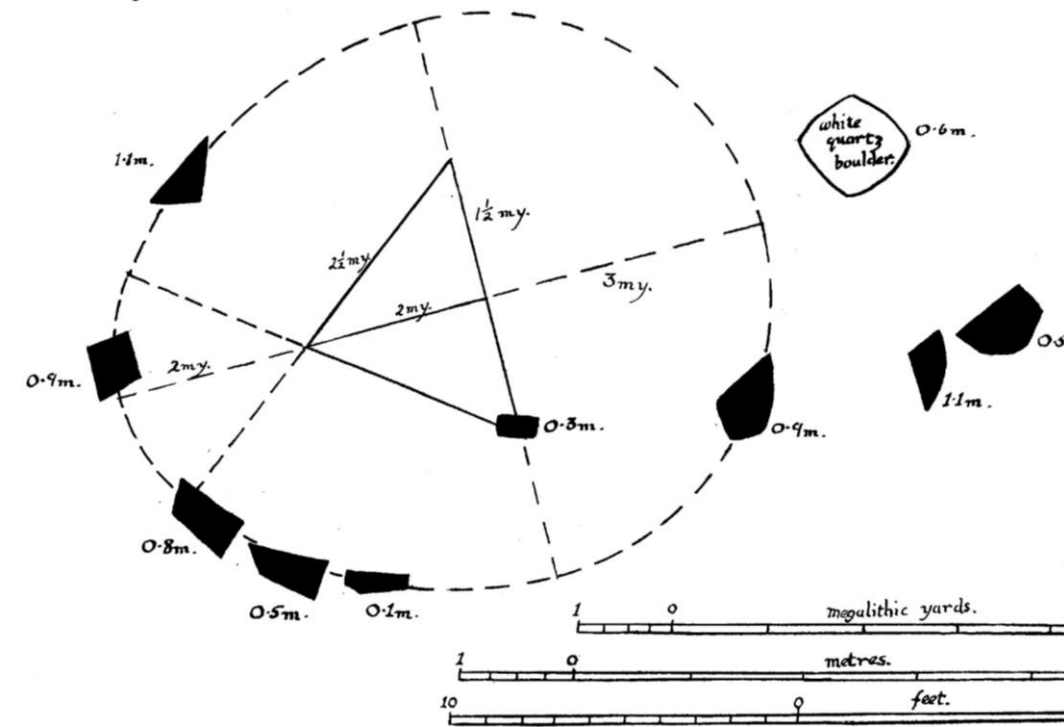 1.1m.
white
quartz
boulder.
0.6m.
1½ my.
2½ my.
3my.
2my.
2my.
0.9m.
1.1m.
0.3m.
0.9m.
0.8m.
0.5m.
0.1m.
1 0 megalithic yards.
1 0 metres.
10 0 feet.